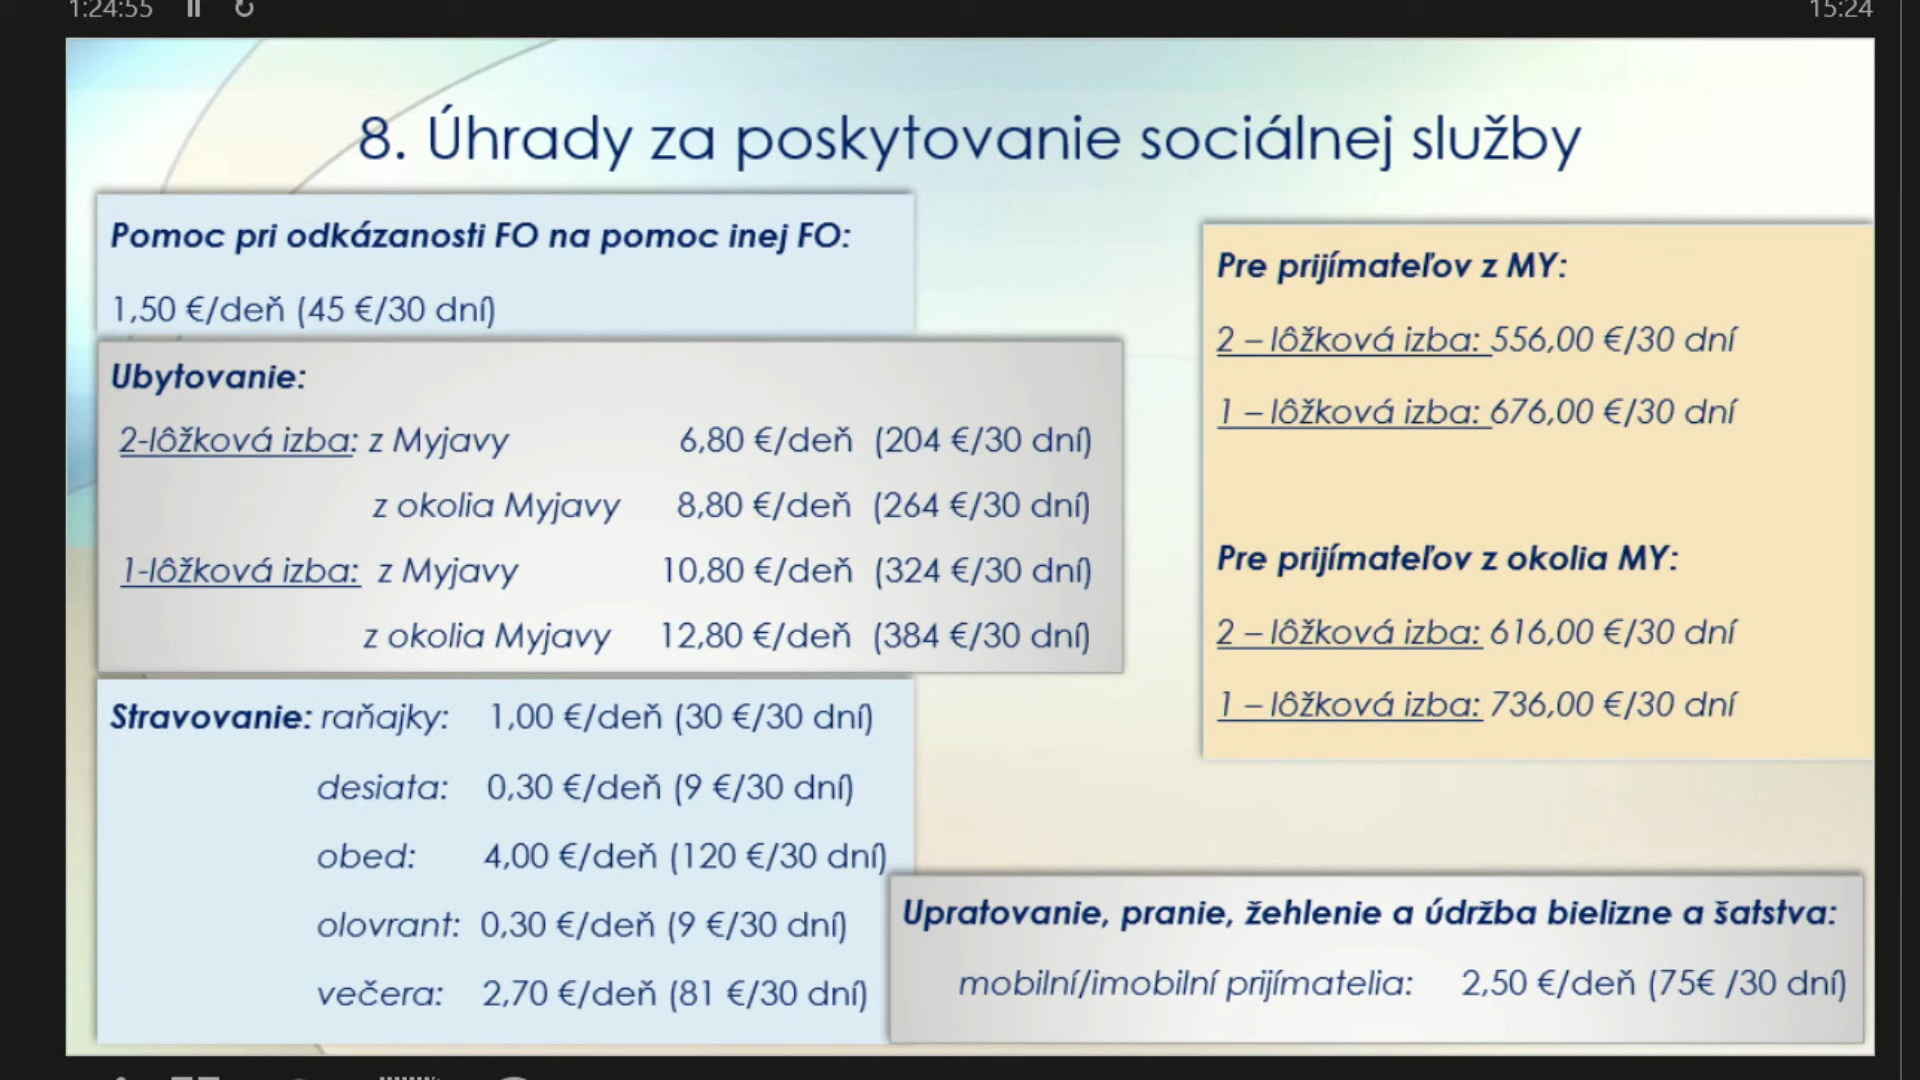 1:24:55
15:24
8. Úhrady za poskytovanie sociálnej služby
Pomoc pri odkázanosti FO na pomoc inej FO:
1,50 €/deň (45 €/30 dní)
Ubytovanie:
2-lôžková izba: z Myjavy 6,80 €/deň (204 €/30 dní)
z okolia Myjavy 8,80 €/deň (264 €/30 dní)
1-lôžková izba: z Myjavy 10,80 €/deň (324 €/30 dní)
z okolia Myjavy 12,80 €/deň (384 €/30 dní)
Stravovanie: raňajky: 1,00 €/deň (30 €/30 dní)
desiata: 0,30 €/deň (9 €/30 dní)
obed: 4,00 €/deň (120 €/30 dní)
olovrant: 0,30 €/deň (9 €/30 dní)
večera: 2,70 €/deň (81 €/30 dní)
Pre prijímateľov z MY:
2 – lôžková izba: 556,00 €/30 dní
1 – lôžková izba: 676,00 €/30 dní
Pre prijímateľov z okolia MY:
2 – lôžková izba: 616,00 €/30 dní
1 – lôžková izba: 736,00 €/30 dní
Upratovanie, pranie, žehlenie a údržba bielizne a šatstva:
mobilní/imobilní prijímatelia: 2,50 €/deň (75€ /30 dní)